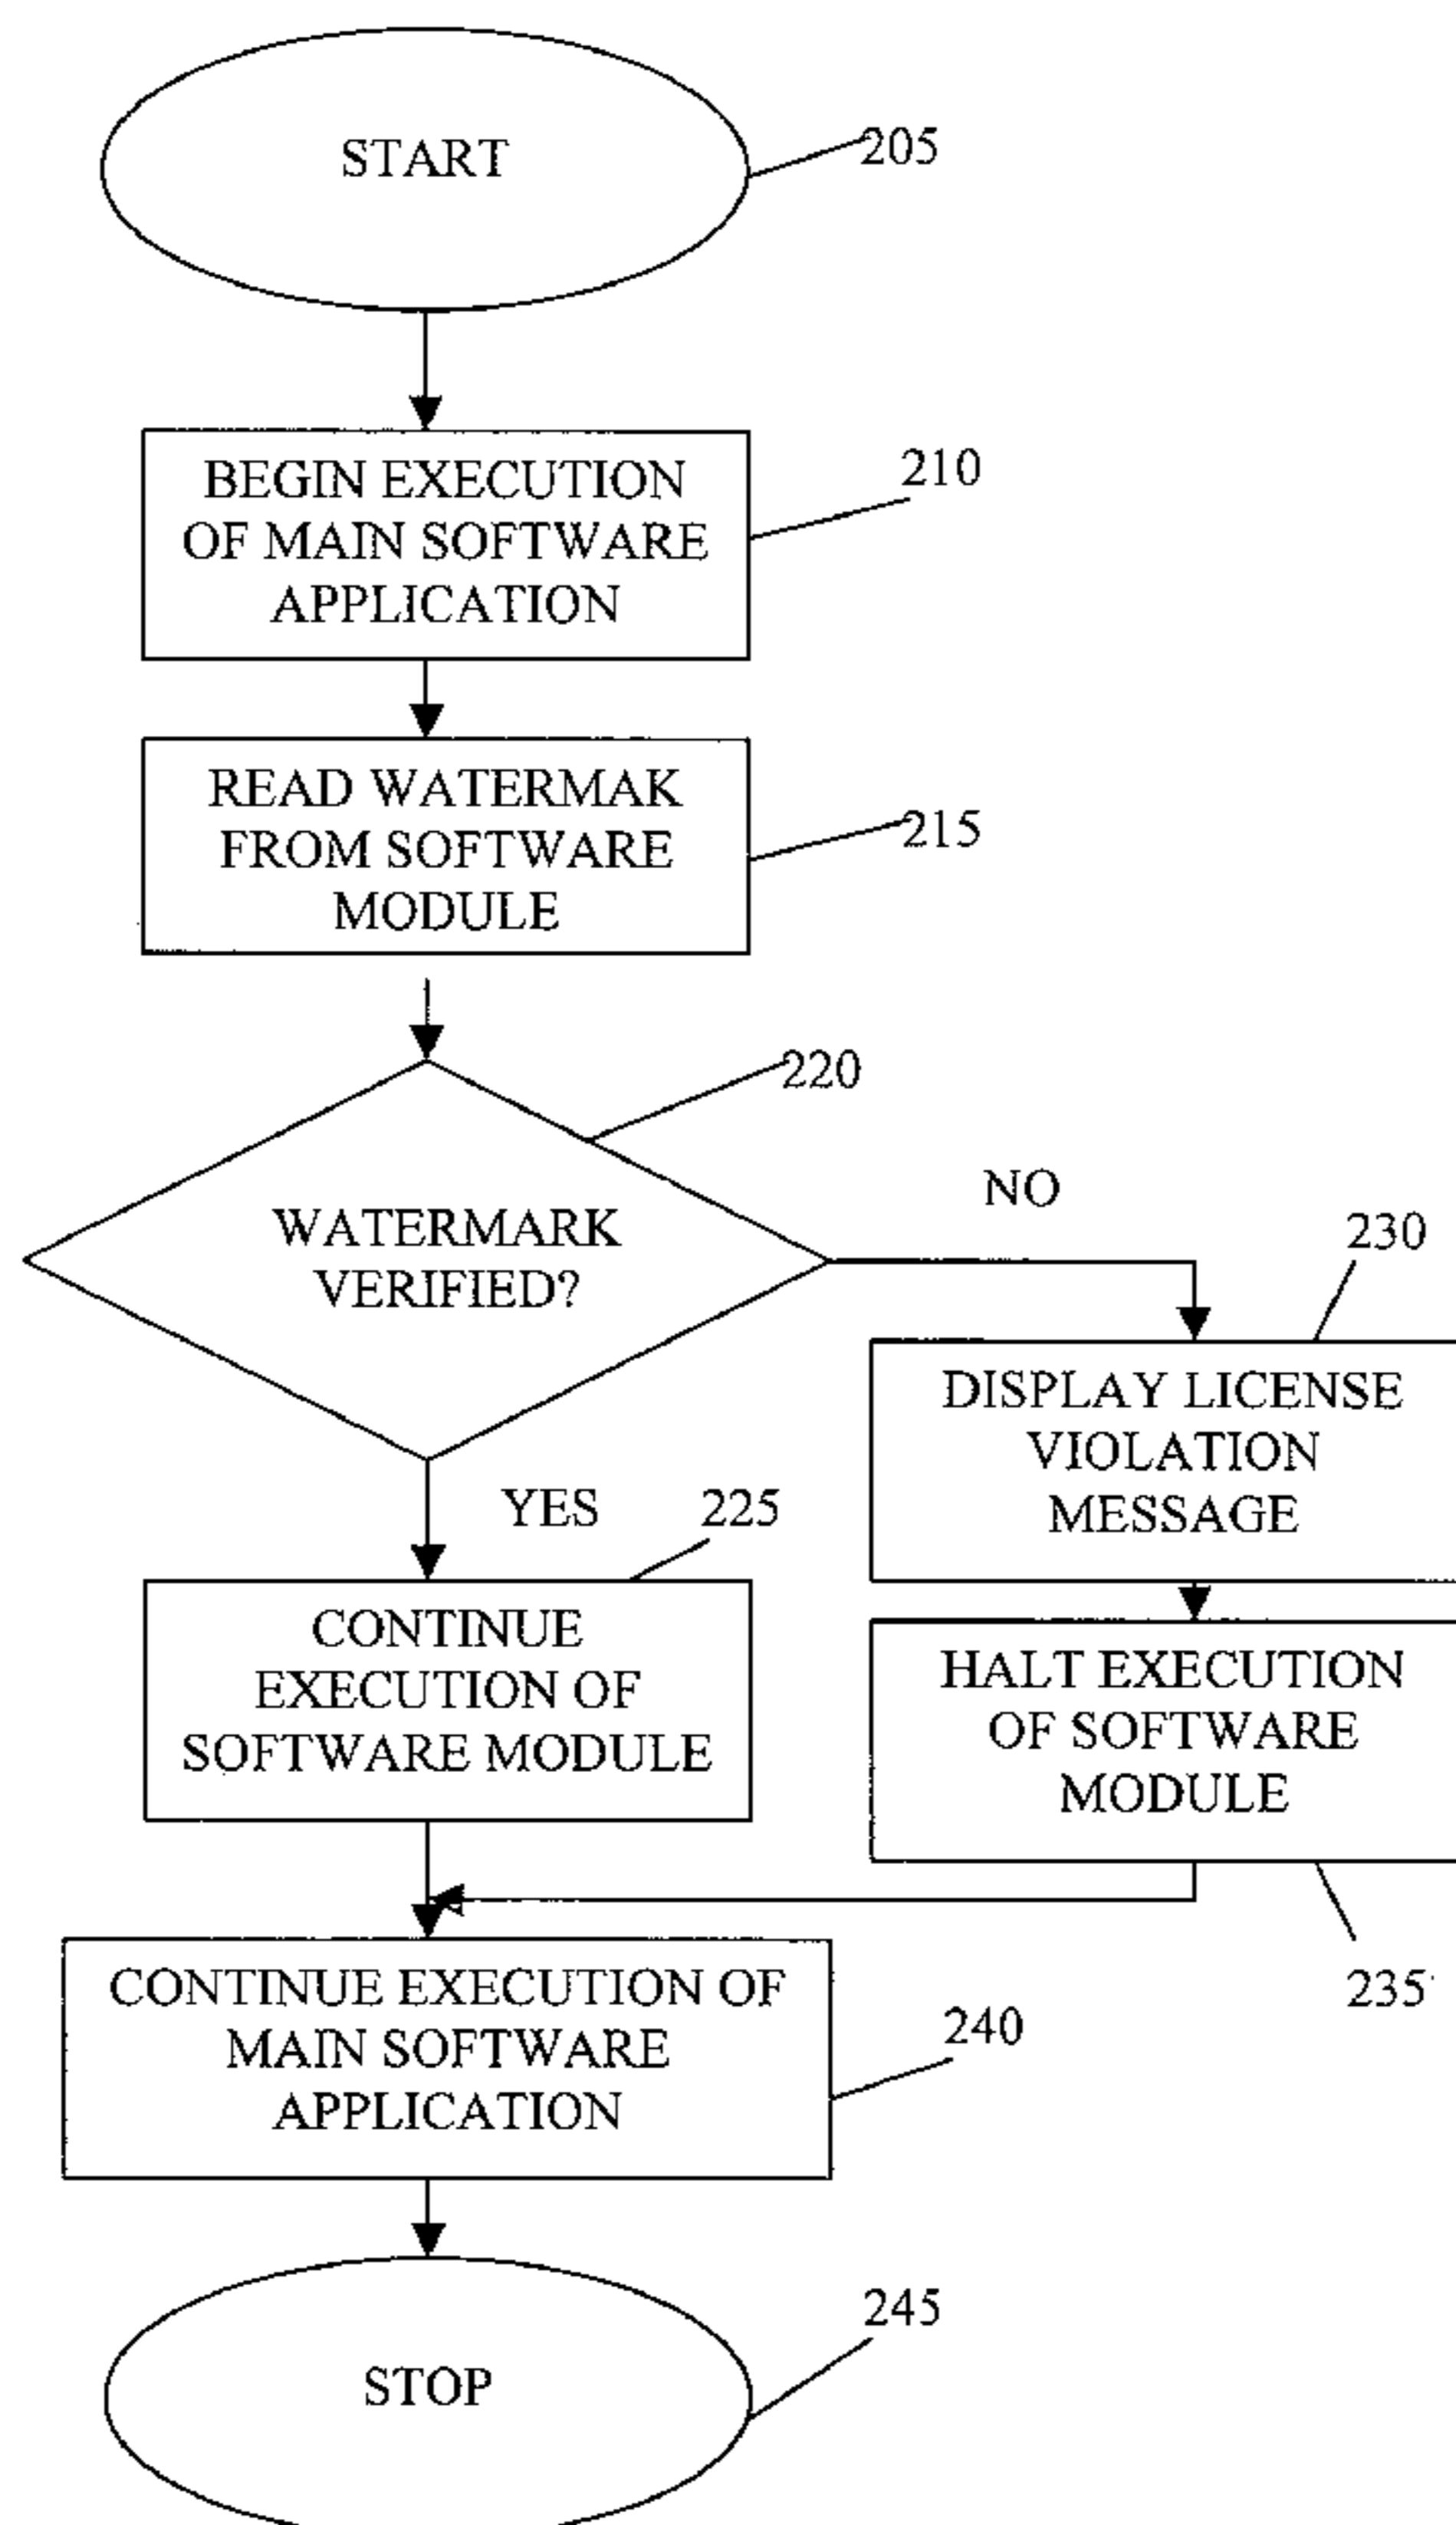 START
205
BEGIN EXECUTION
OF MAIN SOFTWARE
APPLICATION
210
READ WATERMAK
FROM SOFTWARE
MODULE
215
220
WATERMARK
VERIFIED?
NO
230
DISPLAY LICENSE
VIOLATION
MESSAGE
YES
225
CONTINUE
EXECUTION OF
SOFTWARE MODULE
HALT EXECUTION
OF SOFTWARE
MODULE
235
CONTINUE EXECUTION OF
MAIN SOFTWARE
APPLICATION
240
STOP
245